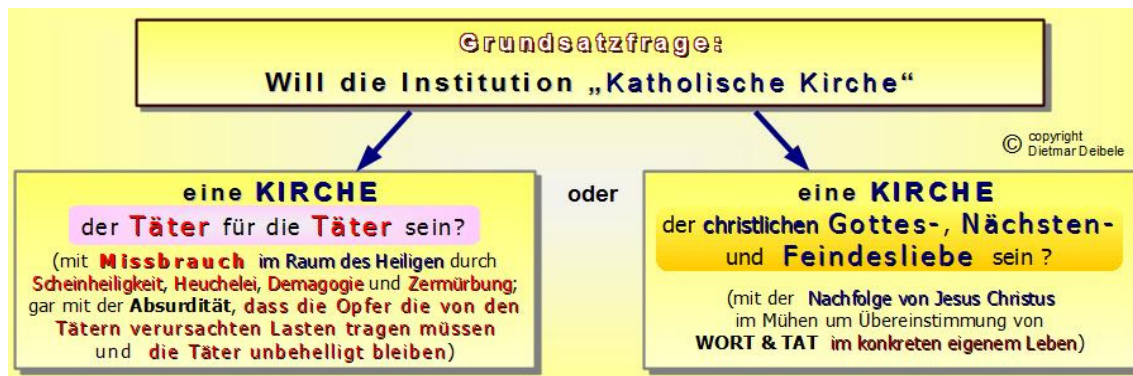 Grundsatzfrage:
Will die Institution „Katholische Kirche“
© copyright
Dietmar Deibele
eine KIRCHE
der Täter für die Täter sein?
(mit Missbrauch im Raum des Heiligen durch
Scheinheiligkeit, Heuchelei, Demagogie und Zermürbung;
gar mit der Absurdität, dass die Opfer die von den
Tätern verursachten Lasten tragen müssen
und die Täter unbehelligt bleiben)
oder
eine KIRCHE
der christlichen Gottes-, Nächsten-
und Feindesliebe sein ?
(mit der Nachfolge von Jesus Christus
im Mühen um Übereinstimmung von
WORT & TAT im konkreten eigenem Leben)